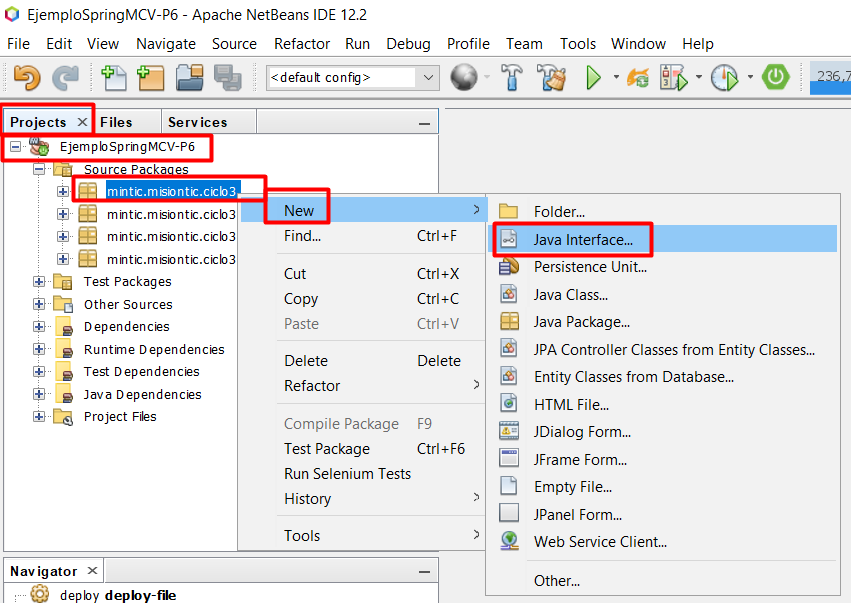 EjemploSpringMCV-P6 - Apache NetBeans IDE 12.2
File Edit View Navigate Source Refactor Run Debug Profile Team Tools Window Help
<default config>
236,7
Projects Files Services
EjemploSpringMCV-P6
Source Packages
mintic.misiontic.ciclo3
mintic.misiontic.ciclo3
mintic.misiontic.ciclo3
mintic.misiontic.ciclo3
Test Packages
Other Sources
Dependencies
Runtime Dependencies
Test Dependencies
Java Dependencies
Project Files
New
Find... Ctrl+F
Cut Ctrl+X
Copy Ctrl+C
Paste Ctrl+V
Delete Delete
Refactor
Compile Package F9
Test Package Ctrl+F6
Run Selenium Tests
History
Tools
Folder...
Java Interface...
Persistence Unit...
Java Class...
Java Package...
JPA Controller Classes from Entity Classes...
Entity Classes from Database...
HTML File...
JDialog Form...
JFrame Form...
Empty File...
JPanel Form...
Web Service Client...
Other...
Navigator
deploy deploy-file